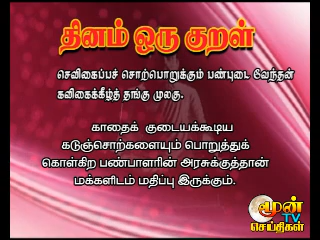 தினம் ஒரு குறள்
செவிகைப்பச் சொற்பொறுக்கும் பண்புடை வேந்தன்
கவிகைக்கீழ்த் தங்கு முலகு.
காதைக் குடையக்கூடிய
கடுஞ்சொற்களையும் பொறுத்துக்
கொள்கிற பண்பாளரின் அரசுக்குத்தான்
மக்களிடம் மதிப்பு இருக்கும்.
மூன்
TV
செய்திகள்